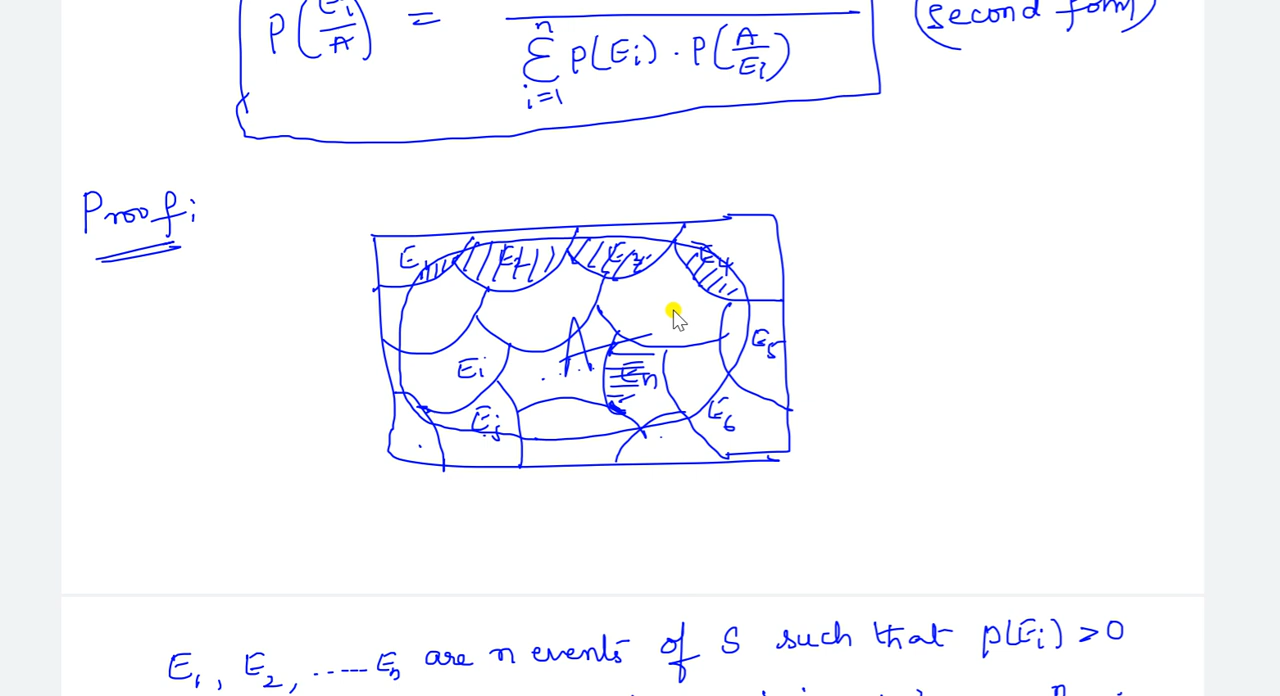 P(Ei/A) = (second form)
n
Σ P(Ei) · P(A/Ei)
i=1
Proof:
E1 E2 E3 E4
A E5
Ei En
Ej E6
E1, E2, ..... En are n events of S such that p(Ei) > 0
n